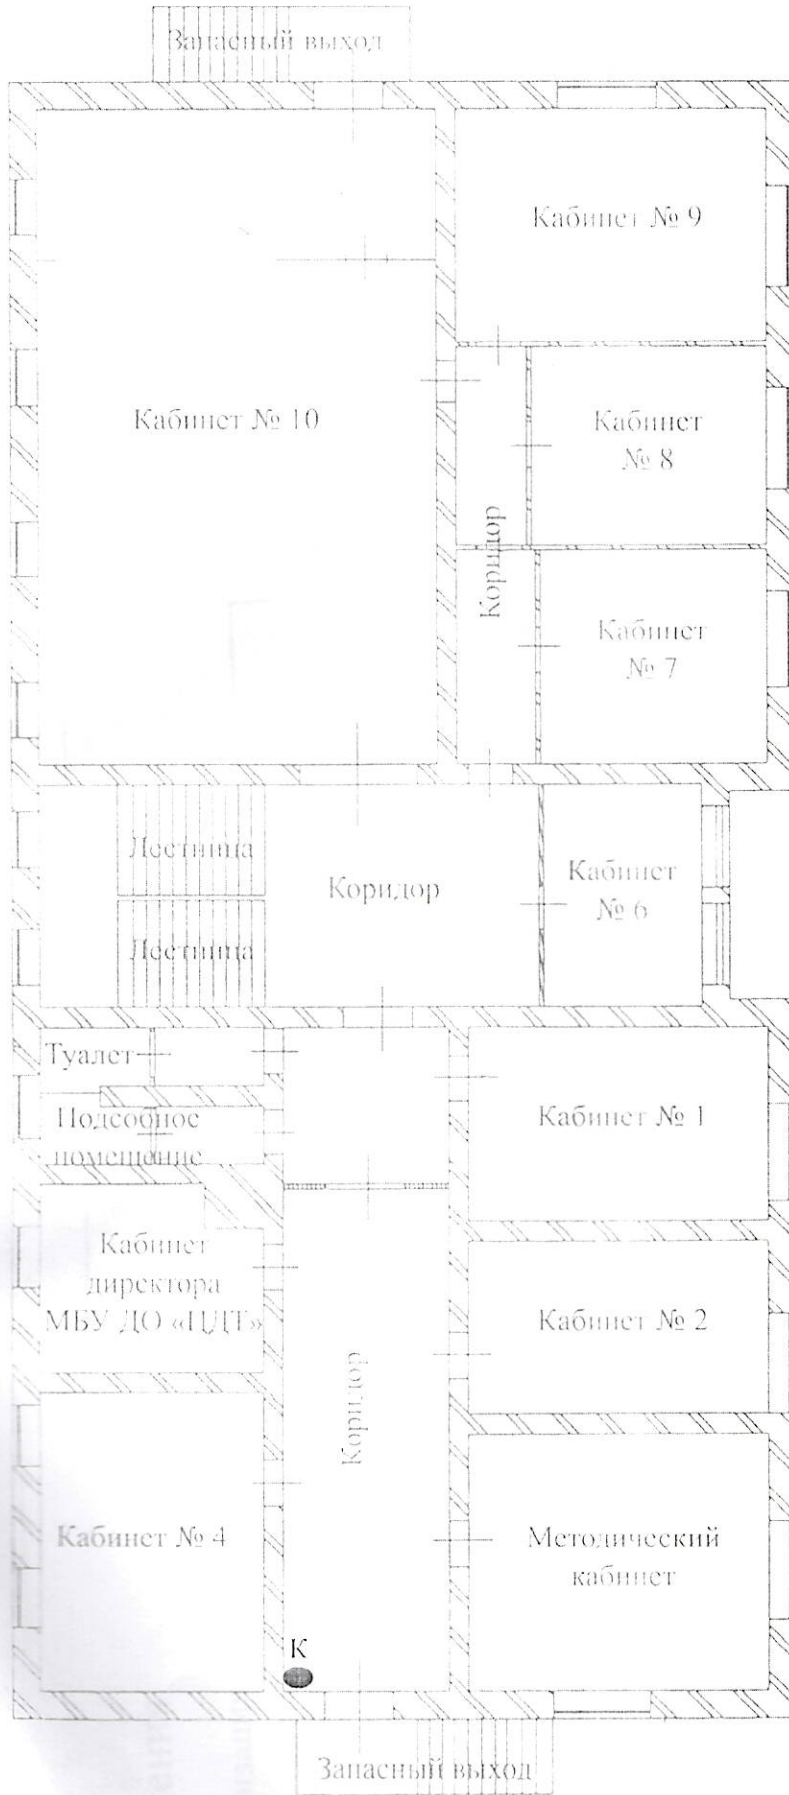 Запасный выход
Кабинет № 9
Кабинет № 10
Кабинет
№ 8
Коридор
Кабинет
№ 7
Лестница
Коридор
Кабинет
№ 6
Лестница
Туалет
Подсобное
помещение
Кабинет № 1
Кабинет
директора
МБУ ДО «ЦДТ»
Кабинет № 2
Коридор
Кабинет № 4
Методический
кабинет
К
Запасный выход